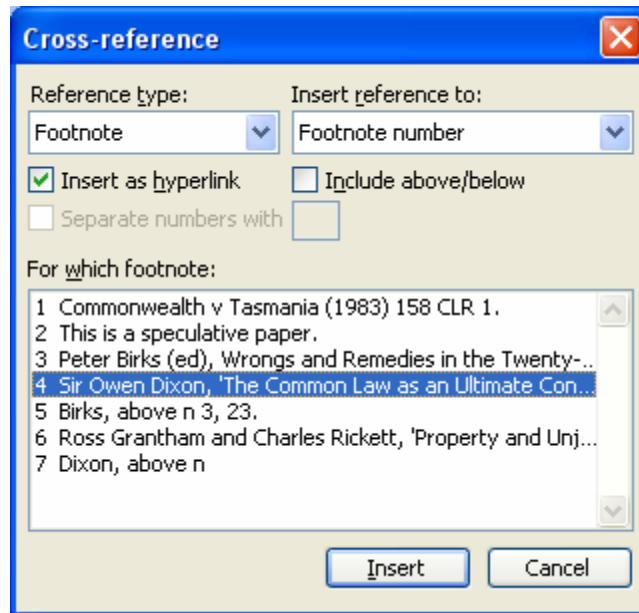 Cross-reference
Reference type: Insert reference to:
Footnote Footnote number
Insert as hyperlink Include above/below
Separate numbers with
For which footnote:
1 Commonwealth v Tasmania (1983) 158 CLR 1.
2 This is a speculative paper.
3 Peter Birks (ed), Wrongs and Remedies in the Twenty-...
4 Sir Owen Dixon, 'The Common Law as an Ultimate Con...
5 Birks, above n 3, 23.
6 Ross Grantham and Charles Rickett, 'Property and Unj...
7 Dixon, above n
Insert Cancel